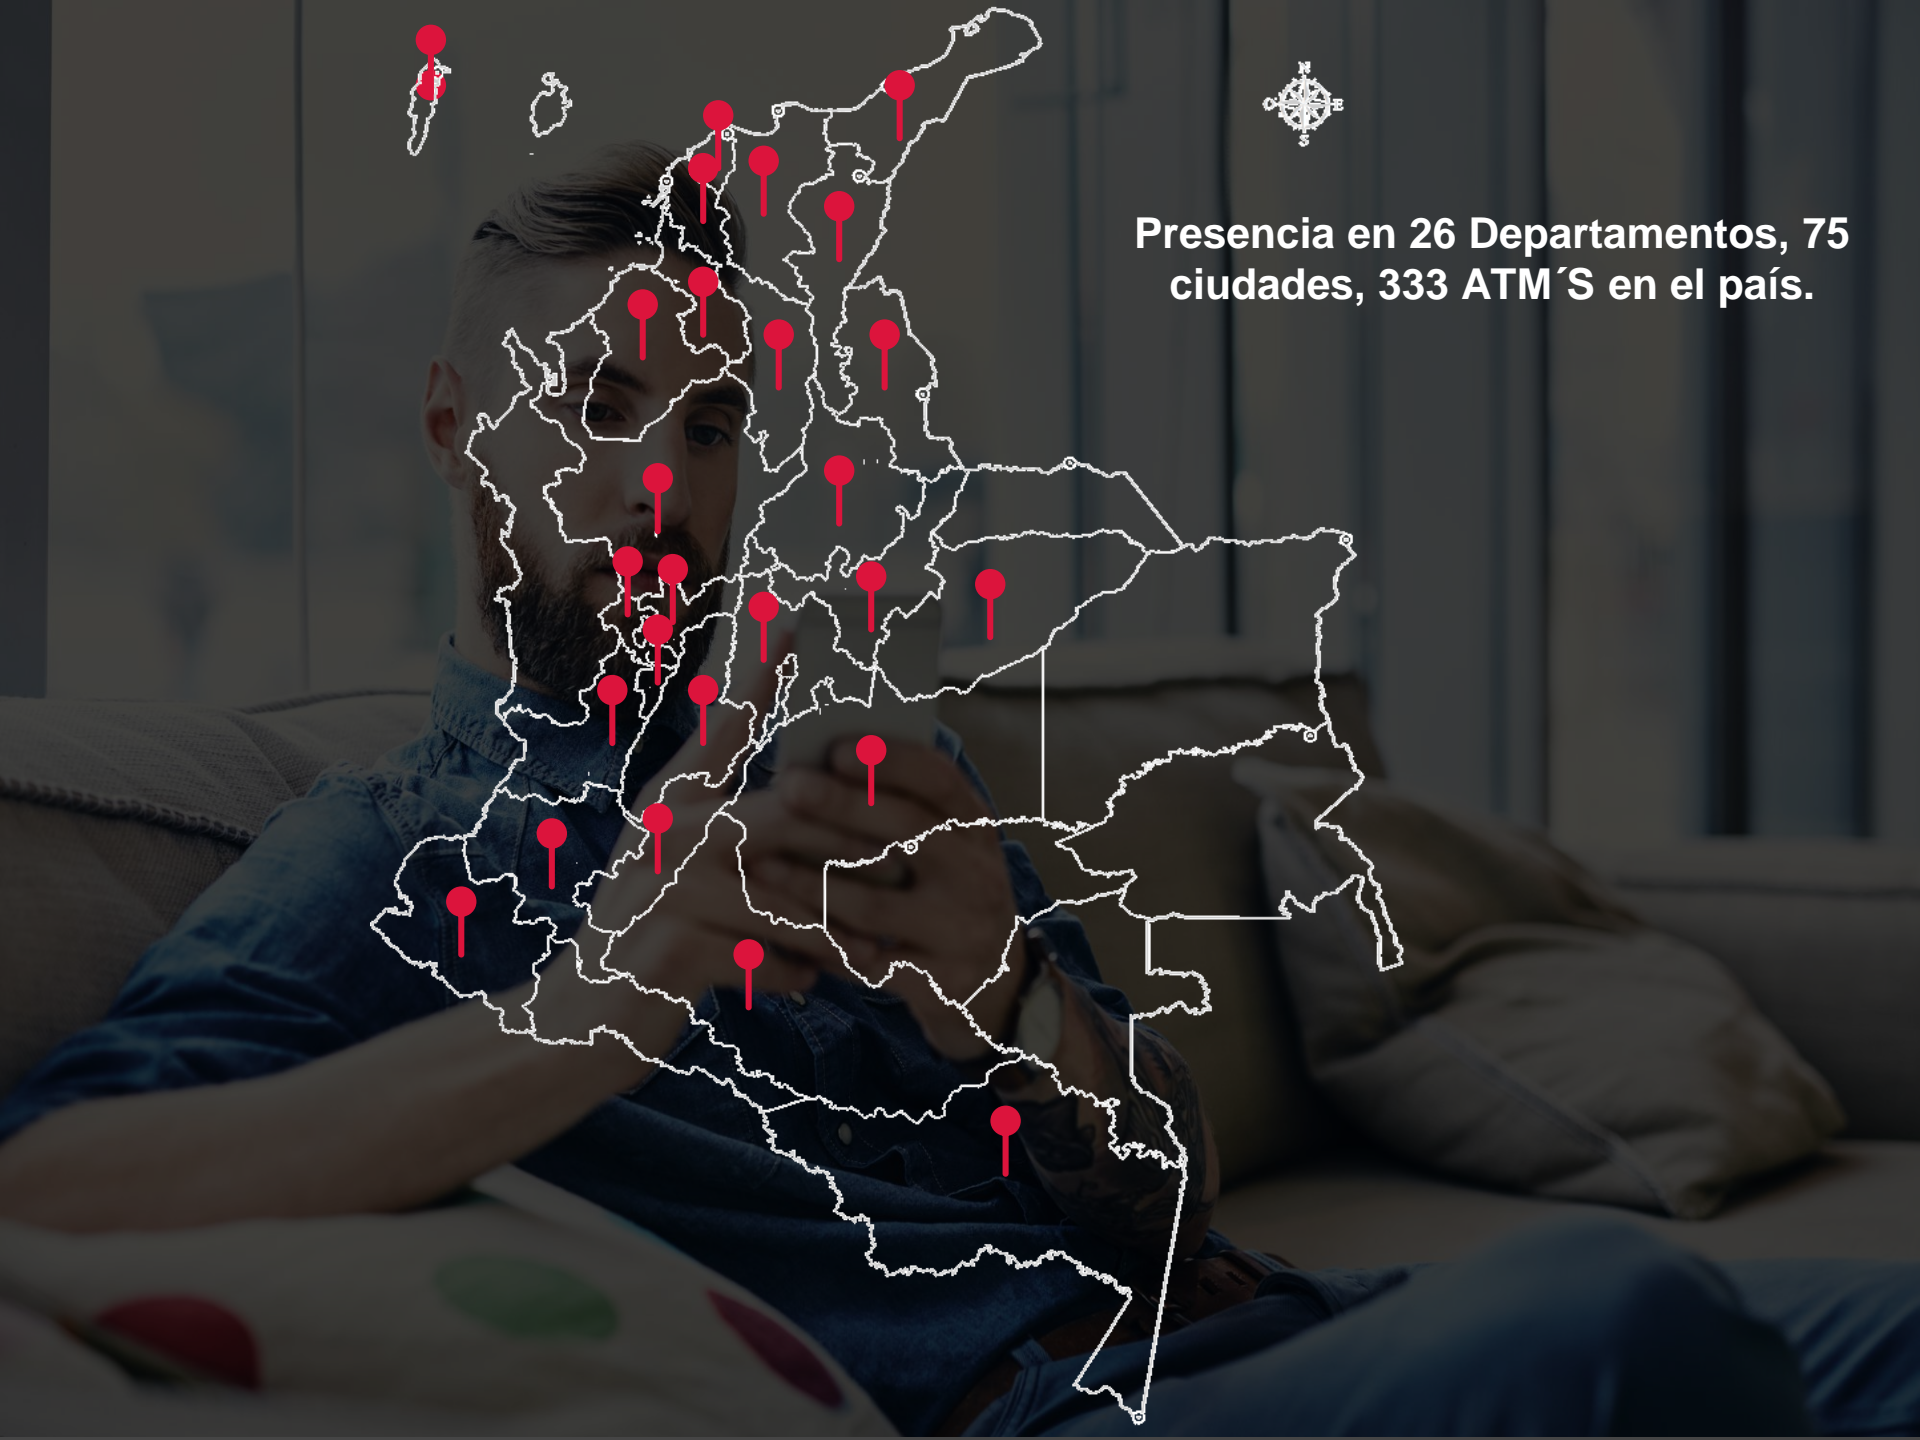 N
O E
S
Presencia en 26 Departamentos, 75
ciudades, 333 ATM´S en el país.